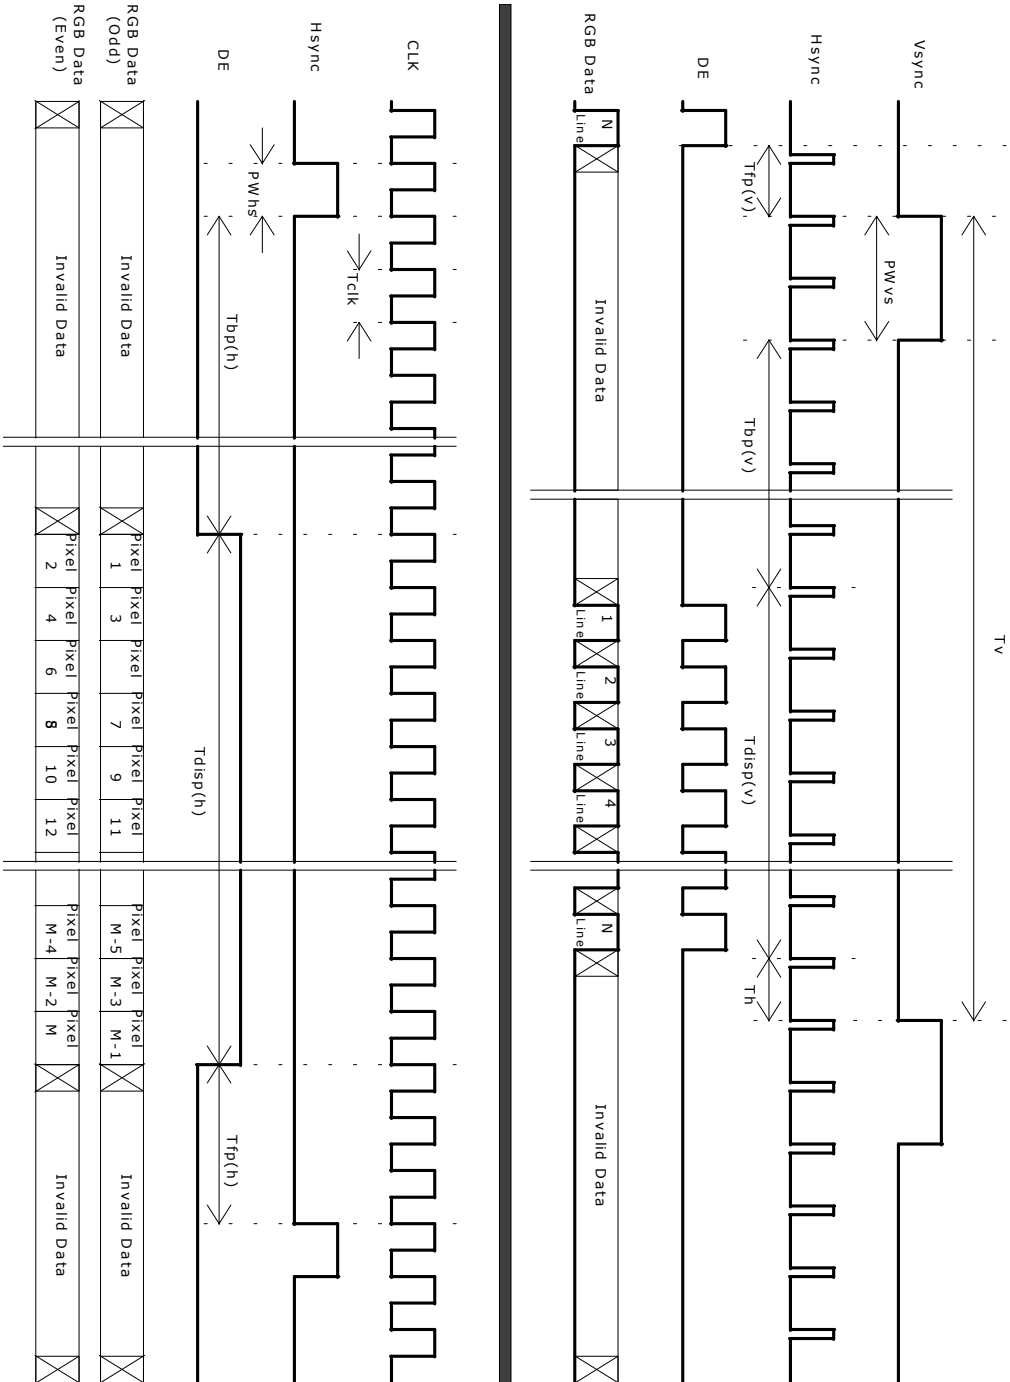 Vsync
Tv
PWvs
Hsync
Tfp(v)
Tbp(v)
Tdisp(v)
Th
DE
RGB Data
N
Line
Invalid Data
1
Line
2
Line
3
Line
4
Line
N
Line
Invalid Data
CLK
Tclk
Hsync
PWhs
DE
Tbp(h)
Tdisp(h)
Tfp(h)
RGB Data
(Odd)
Invalid Data
Pixel
1
Pixel
3
Pixel
Pixel
7
Pixel
9
Pixel
11
Pixel
M-5
Pixel
M-3
Pixel
M-1
Invalid Data
RGB Data
(Even)
Invalid Data
Pixel
2
Pixel
4
Pixel
6
Pixel
8
Pixel
10
Pixel
12
Pixel
M-4
Pixel
M-2
Pixel
M
Invalid Data